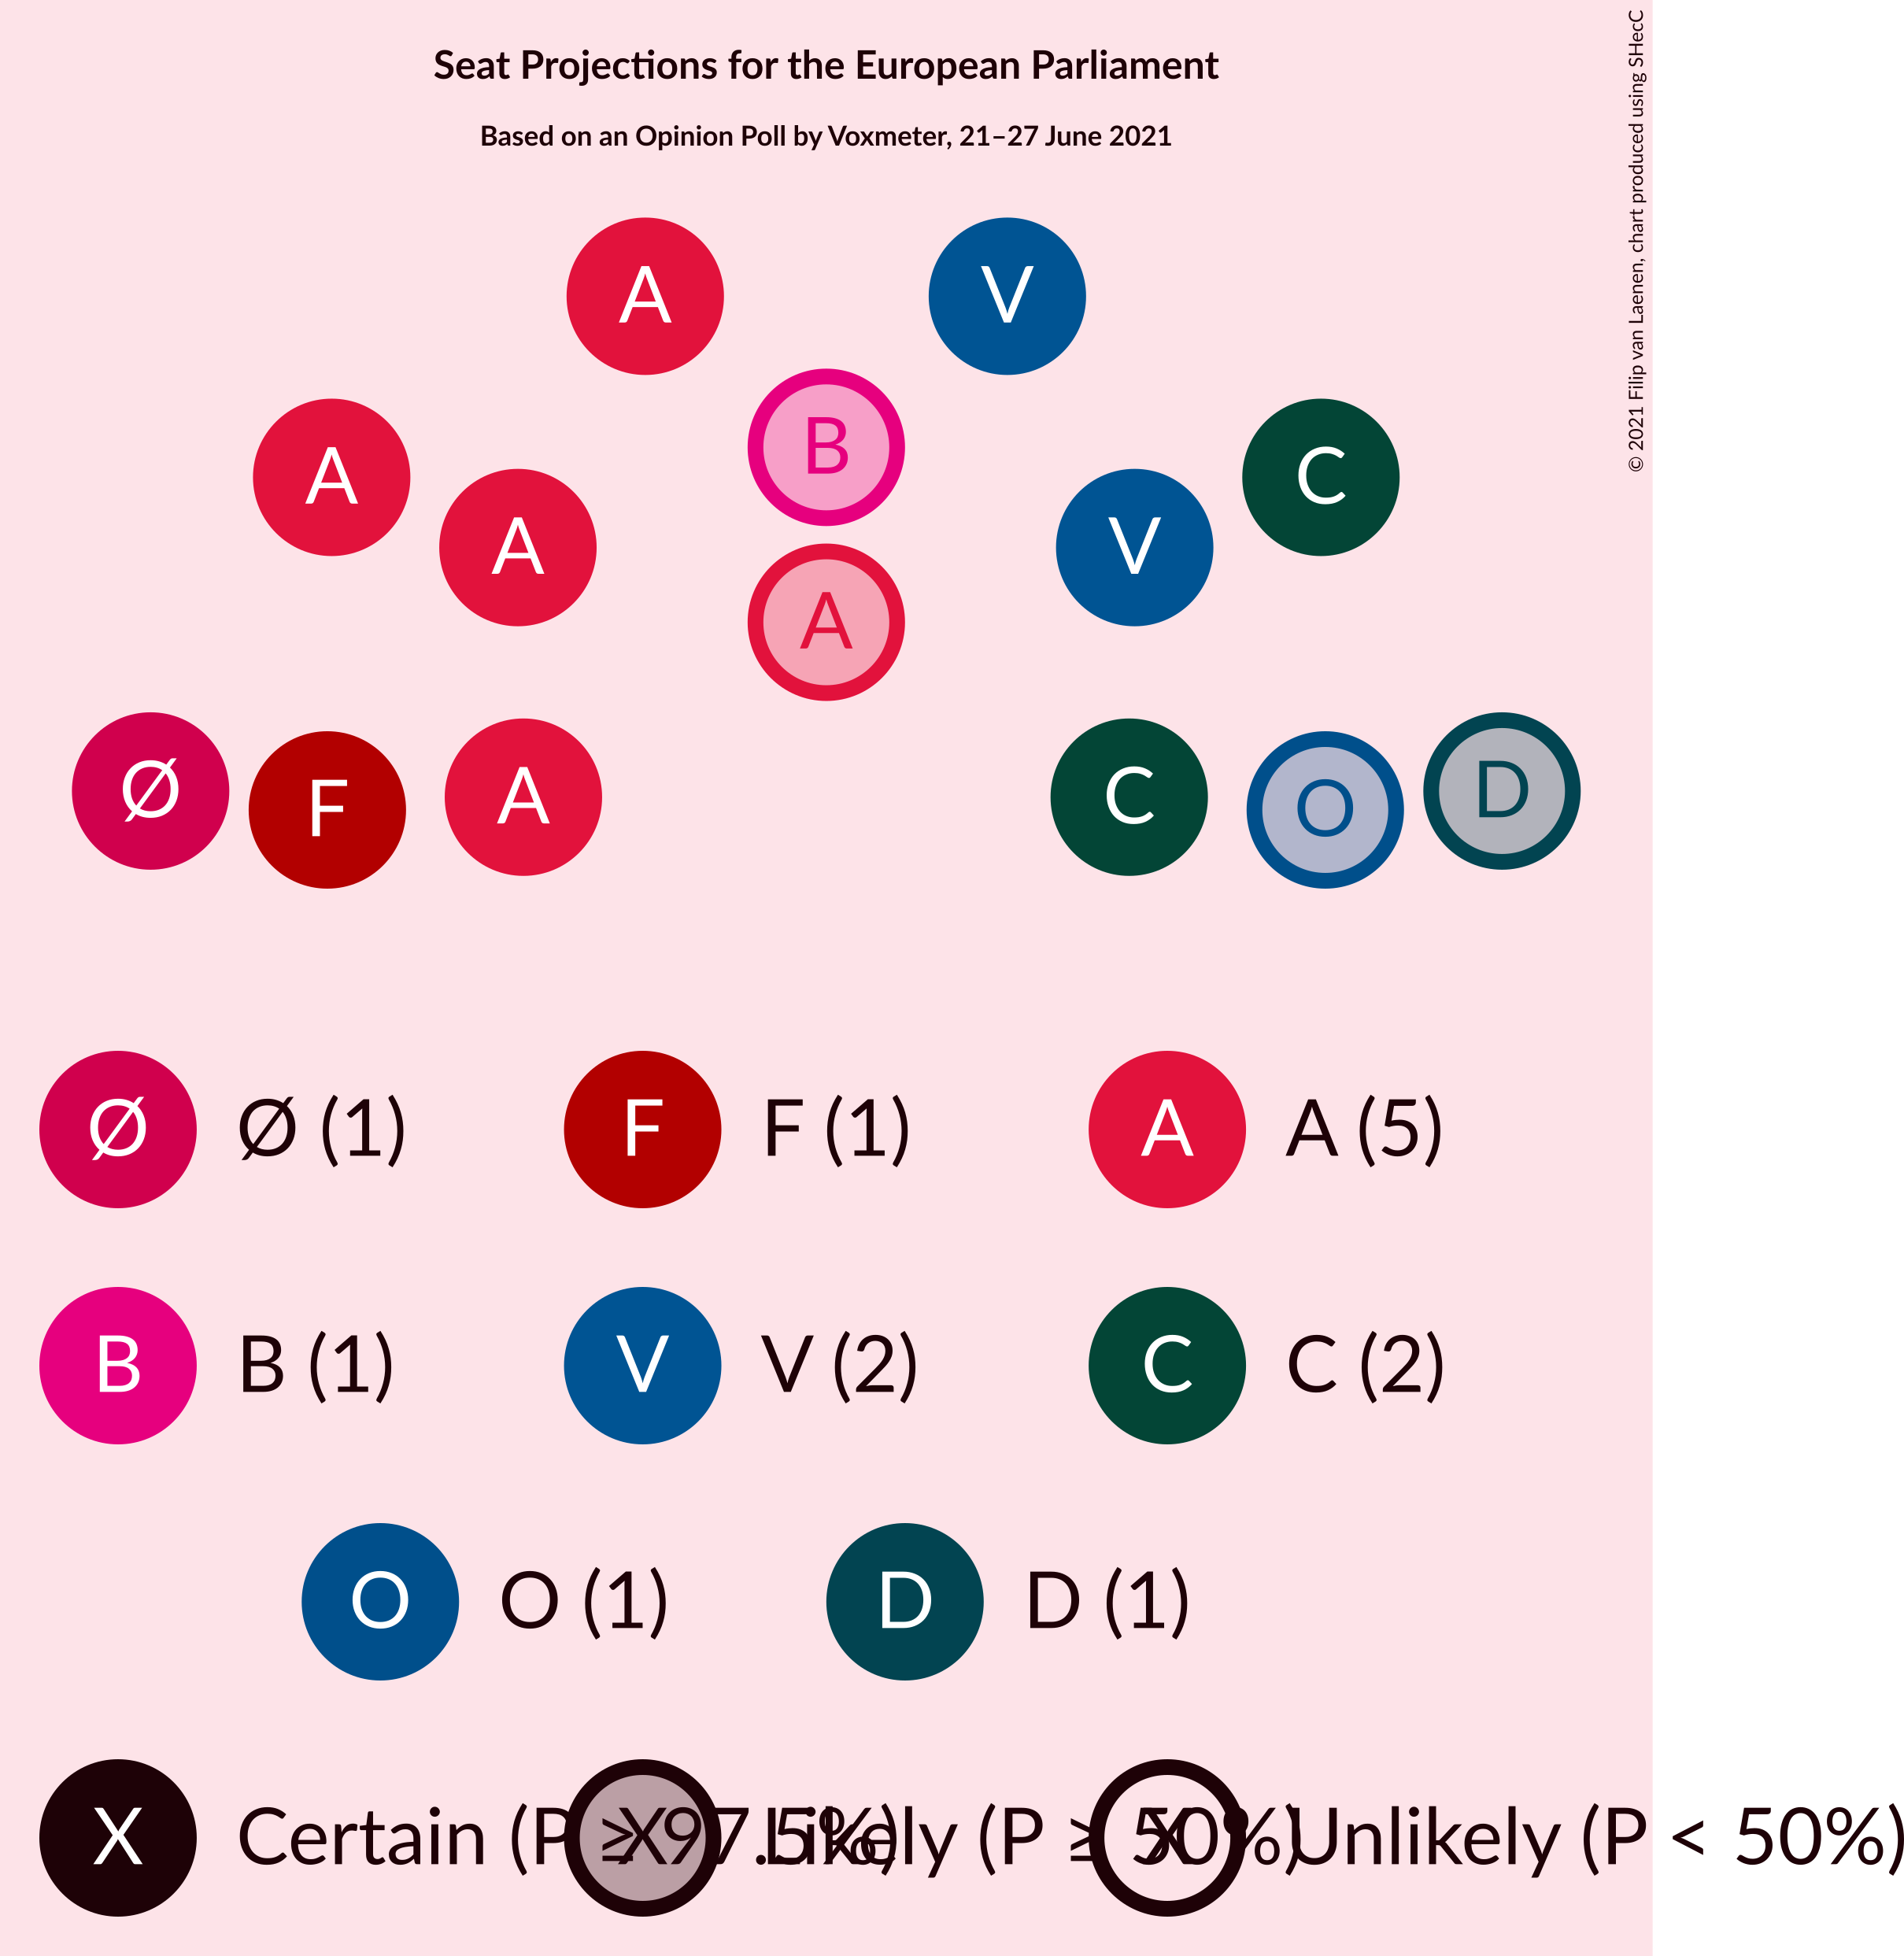 Seat Projections for the European Parliament
Based on an Opinion Poll by Voxmeter, 21–27 June 2021
© 2021 Filip van Laenen, chart produced using SHecC
A V
B
A C
A V
A
Ø D
F A C O
Ø Ø (1) F F (1) A A (5)
B B (1) V V (2) C C (2)
O O (1) D D (1)
X Certain (P ≥ 97.5%) X Likely (P ≥ 50%) X Unlikely (P < 50%)